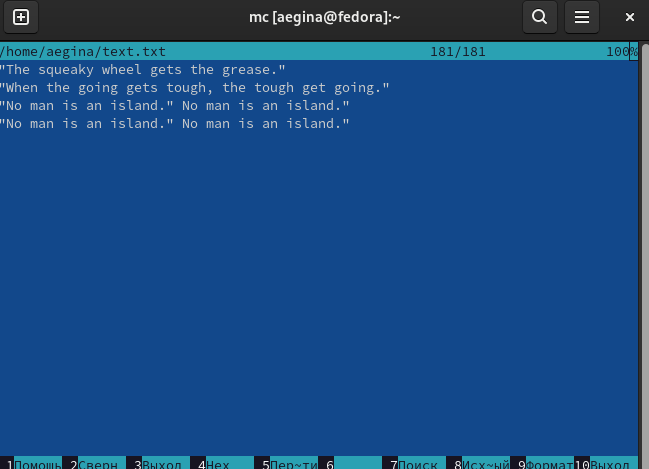 mc [aegina@fedora]:~
/home/aegina/text.txt 181/181 100%
"The squeaky wheel gets the grease."
"When the going gets tough, the tough get going."
"No man is an island." No man is an island."
"No man is an island." No man is an island."
1Помощь 2Сверн 3Выход 4Hex 5Пер~ти 6 7Поиск 8Исх~ый 9Формат 10Выход